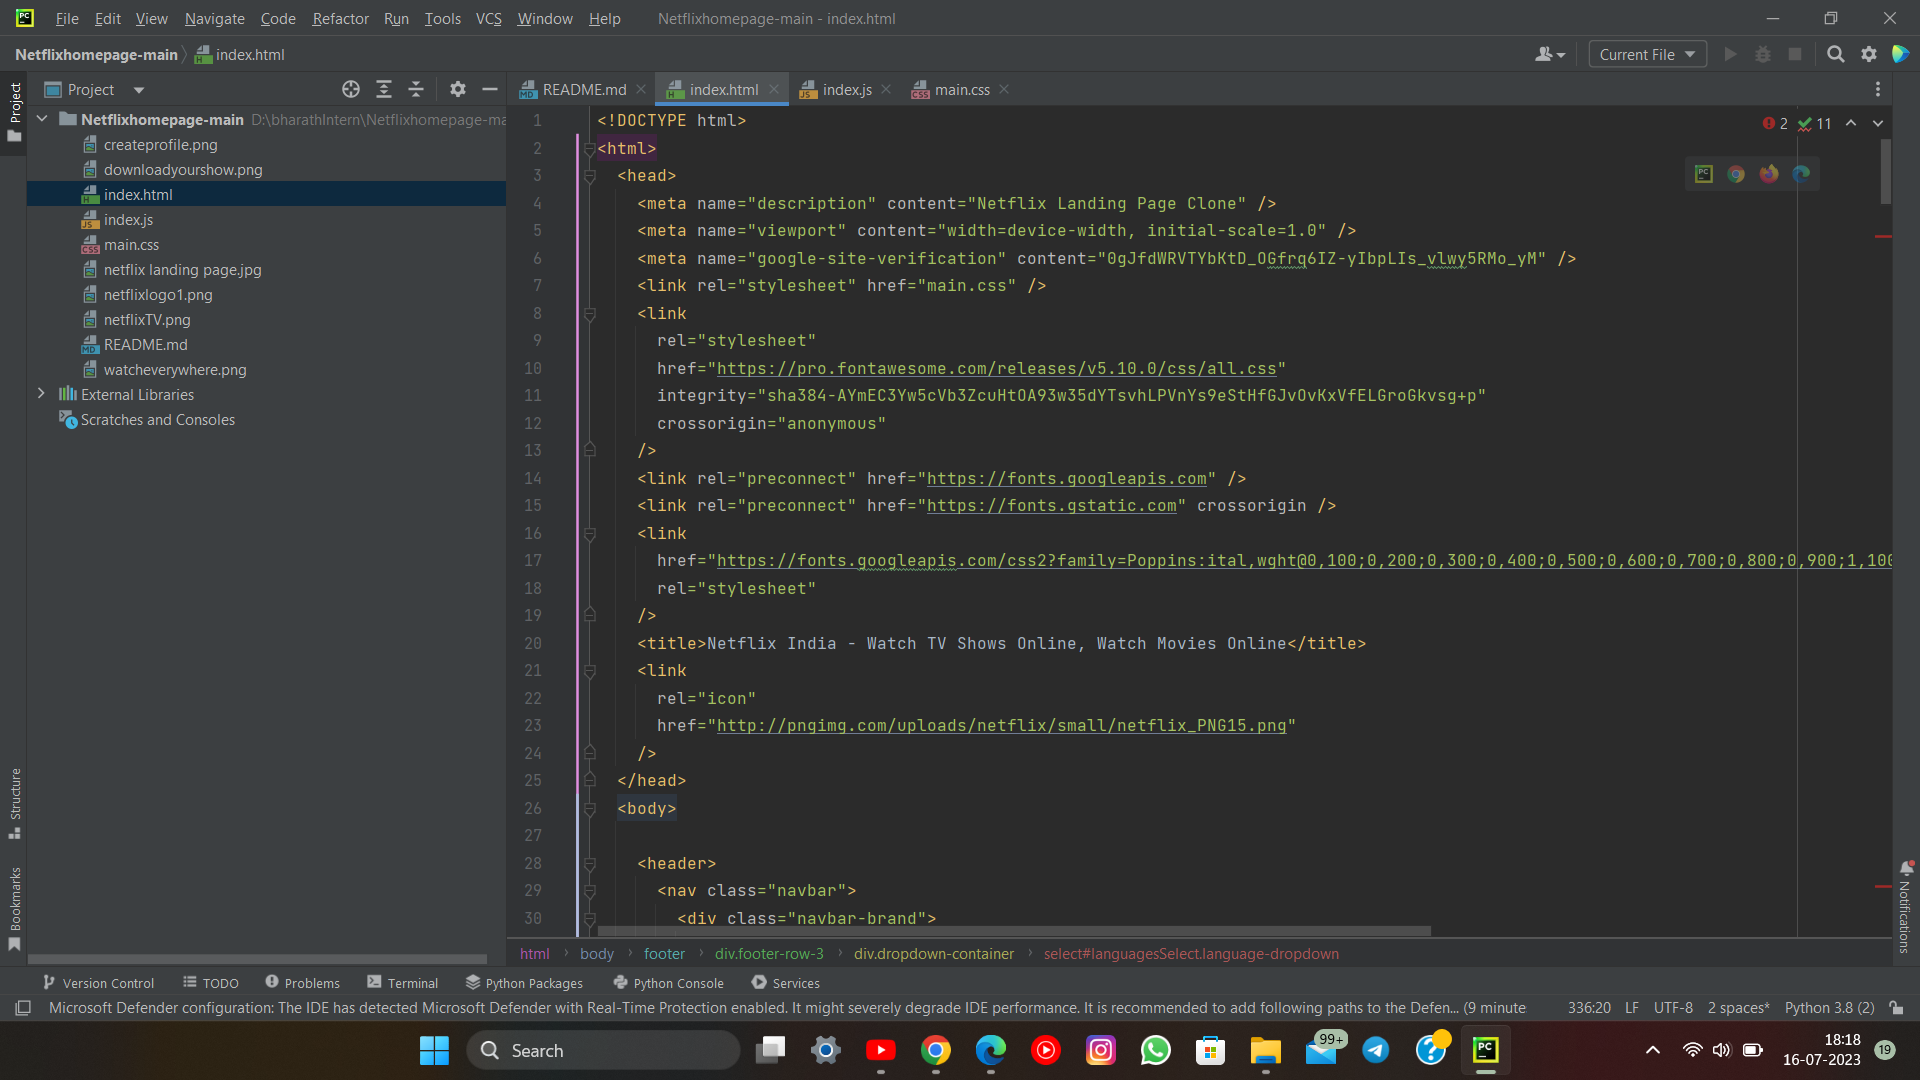 PC
File Edit View Navigate Code Refactor Run Tools VCS Window Help Netflixhomepage-main - index.html
Netflixhomepage-main index.html Current File
Project
Project
README.md index.html index.js main.css
Netflixhomepage-main D:\bharathIntern\Netflixhomepage-ma
createprofile.png
downloadyourshow.png
index.html
index.js
main.css
netflix landing page.jpg
netflixlogo1.png
netflixTV.png
README.md
watcheverywhere.png
External Libraries
Scratches and Consoles
2 11
1 <!DOCTYPE html>
2 <html>
3 <head>
4 <meta name="description" content="Netflix Landing Page Clone" />
5 <meta name="viewport" content="width=device-width, initial-scale=1.0" />
6 <meta name="google-site-verification" content="0gJfdWRVTYbKtD_OGfrq6IZ-yIbpLIs_vlwy5RMo_yM" />
7 <link rel="stylesheet" href="main.css" />
8 <link
9 rel="stylesheet"
10 href="https://pro.fontawesome.com/releases/v5.10.0/css/all.css"
11 integrity="sha384-AYmEC3Yw5cVb3ZcuHtOA93w35dYTsvhLPVnYs9eStHfGJvOvKxVfELGroGkvsg+p"
12 crossorigin="anonymous"
13 />
14 <link rel="preconnect" href="https://fonts.googleapis.com" />
15 <link rel="preconnect" href="https://fonts.gstatic.com" crossorigin />
16 <link
17 href="https://fonts.googleapis.com/css2?family=Poppins:ital,wght@0,100;0,200;0,300;0,400;0,500;0,600;0,700;0,800;0,900;1,100
18 rel="stylesheet"
19 />
20 <title>Netflix India - Watch TV Shows Online, Watch Movies Online</title>
21 <link
22 rel="icon"
23 href="http://pngimg.com/uploads/netflix/small/netflix_PNG15.png"
24 />
25 </head>
26 <body>
27
28 <header>
29 <nav class="navbar">
30 <div class="navbar-brand">
Structure
Bookmarks
Notifications
html body footer div.footer-row-3 div.dropdown-container select#languagesSelect.language-dropdown
Version Control TODO Problems Terminal Python Packages Python Console Services
Microsoft Defender configuration: The IDE has detected Microsoft Defender with Real-Time Protection enabled. It might severely degrade IDE performance. It is recommended to add following paths to the Defen... (9 minute 336:20 LF UTF-8 2 spaces* Python 3.8 (2)
Search 99+ PC 18:18
16-07-2023 19